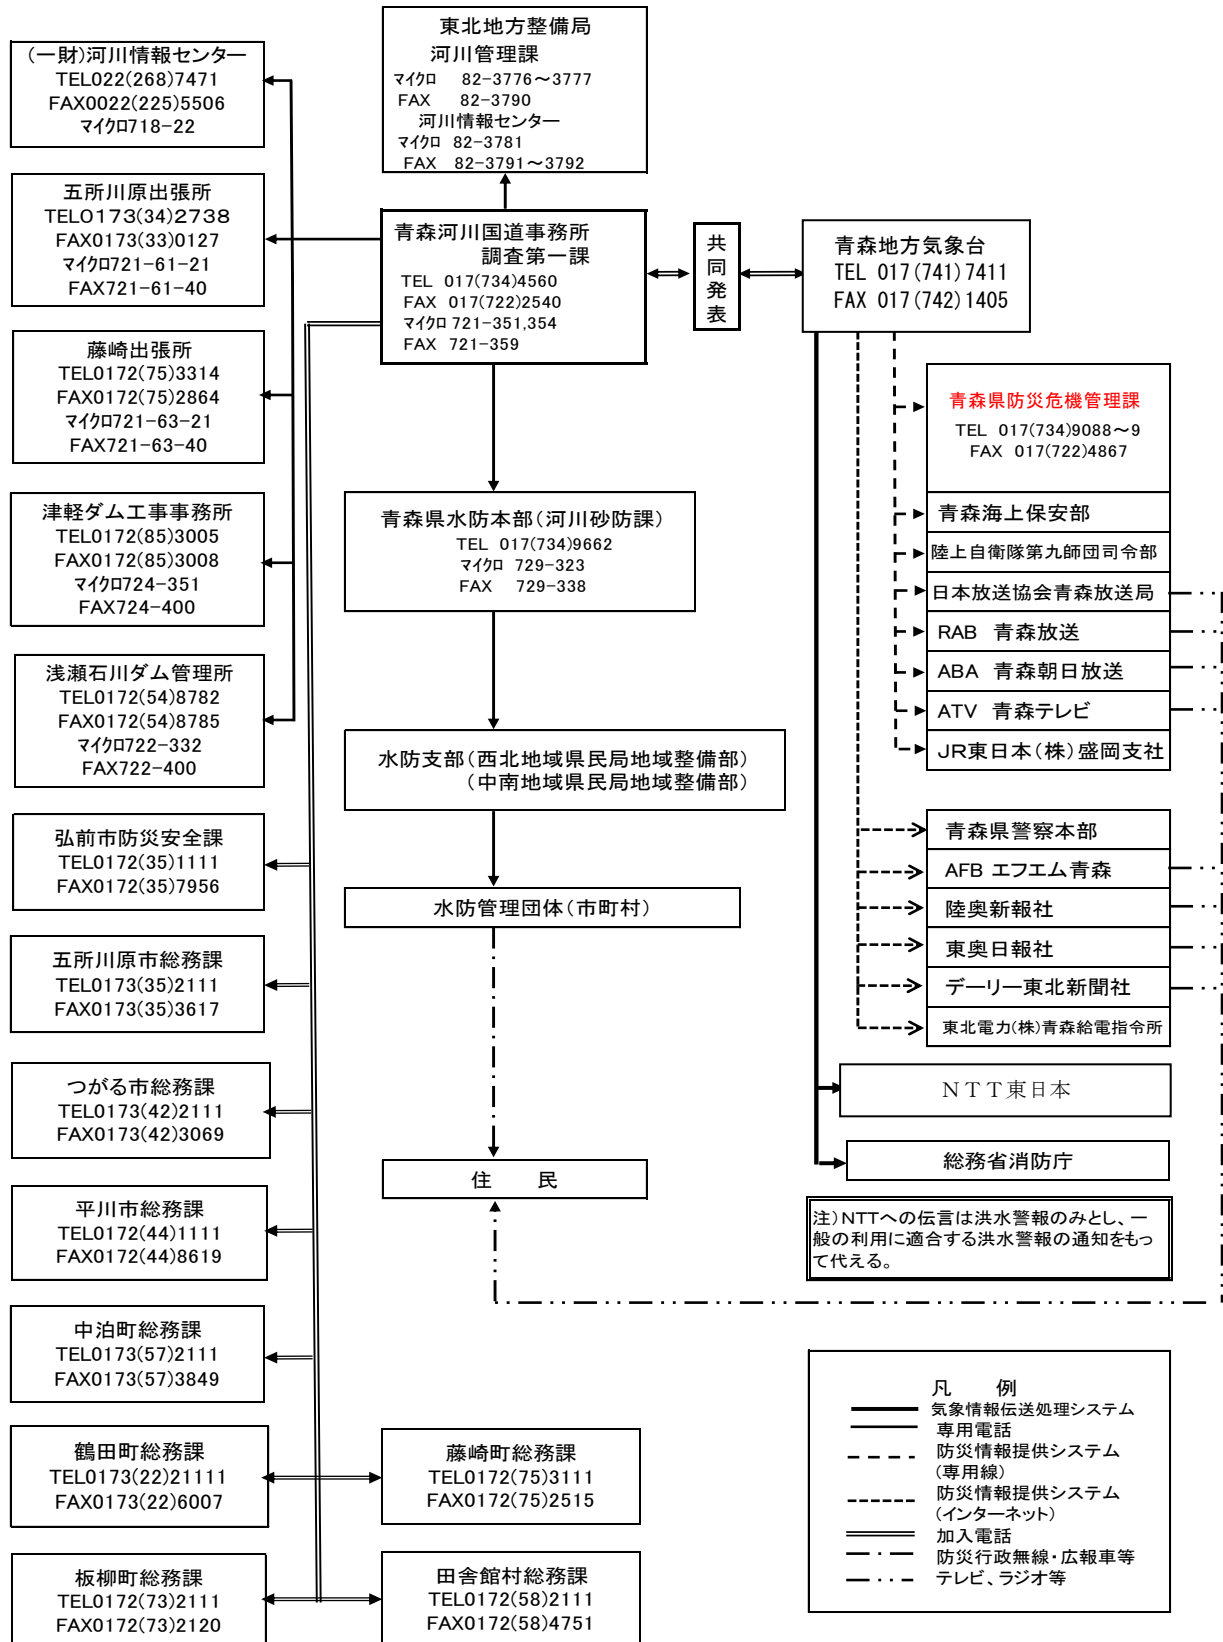 東北地方整備局
河川管理課
マイクロ 82-3776～3777
FAX 82-3790
河川情報センター
マイクロ 82-3781
FAX 82-3791～3792
(一財)河川情報センター
TEL022(268)7471
FAX0022(225)5506
マイクロ718-22
五所川原出張所
TEL0173(34)2738
FAX0173(33)0127
マイクロ721-61-21
FAX721-61-40
藤崎出張所
TEL0172(75)3314
FAX0172(75)2864
マイクロ721-63-21
FAX721-63-40
津軽ダム工事事務所
TEL0172(85)3005
FAX0172(85)3008
マイクロ724-351
FAX724-400
浅瀬石川ダム管理所
TEL0172(54)8782
FAX0172(54)8785
マイクロ722-332
FAX722-400
弘前市防災安全課
TEL0172(35)1111
FAX0172(35)7956
五所川原市総務課
TEL0173(35)2111
FAX0173(35)3617
つがる市総務課
TEL0173(42)2111
FAX0173(42)3069
平川市総務課
TEL0172(44)1111
FAX0172(44)8619
中泊町総務課
TEL0173(57)2111
FAX0173(57)3849
鶴田町総務課
TEL0173(22)21111
FAX0173(22)6007
板柳町総務課
TEL0172(73)2111
FAX0172(73)2120
青森河川国道事務所
調査第一課
TEL 017(734)4560
FAX 017(722)2540
マイクロ 721-351,354
FAX 721-359
青森県水防本部(河川砂防課)
TEL 017(734)9662
マイクロ 729-323
FAX 729-338
水防支部(西北地域県民局地域整備部)
(中南地域県民局地域整備部)
水防管理団体(市町村)
住 民
藤崎町総務課
TEL0172(75)3111
FAX0172(75)2515
田舎館村総務課
TEL0172(58)2111
FAX0172(58)4751
共同発表
青森地方気象台
TEL 017(741)7411
FAX 017(742)1405
青森県防災危機管理課
TEL 017(734)9088～9
FAX 017(722)4867
青森海上保安部
陸上自衛隊第九師団司令部
日本放送協会青森放送局
RAB 青森放送
ABA 青森朝日放送
ATV 青森テレビ
JR東日本(株)盛岡支社
青森県警察本部
AFB エフエム青森
陸奥新報社
東奥日報社
デーリー東北新聞社
東北電力(株)青森給電指令所
ＮＴＴ東日本
総務省消防庁
注)NTTへの伝言は洪水警報のみとし、一
般の利用に適合する洪水警報の通知をもっ
て代える。
凡 例
気象情報伝送処理システム
専用電話
防災情報提供システム
(専用線)
防災情報提供システム
(インターネット)
加入電話
防災行政無線・広報車等
テレビ、ラジオ等